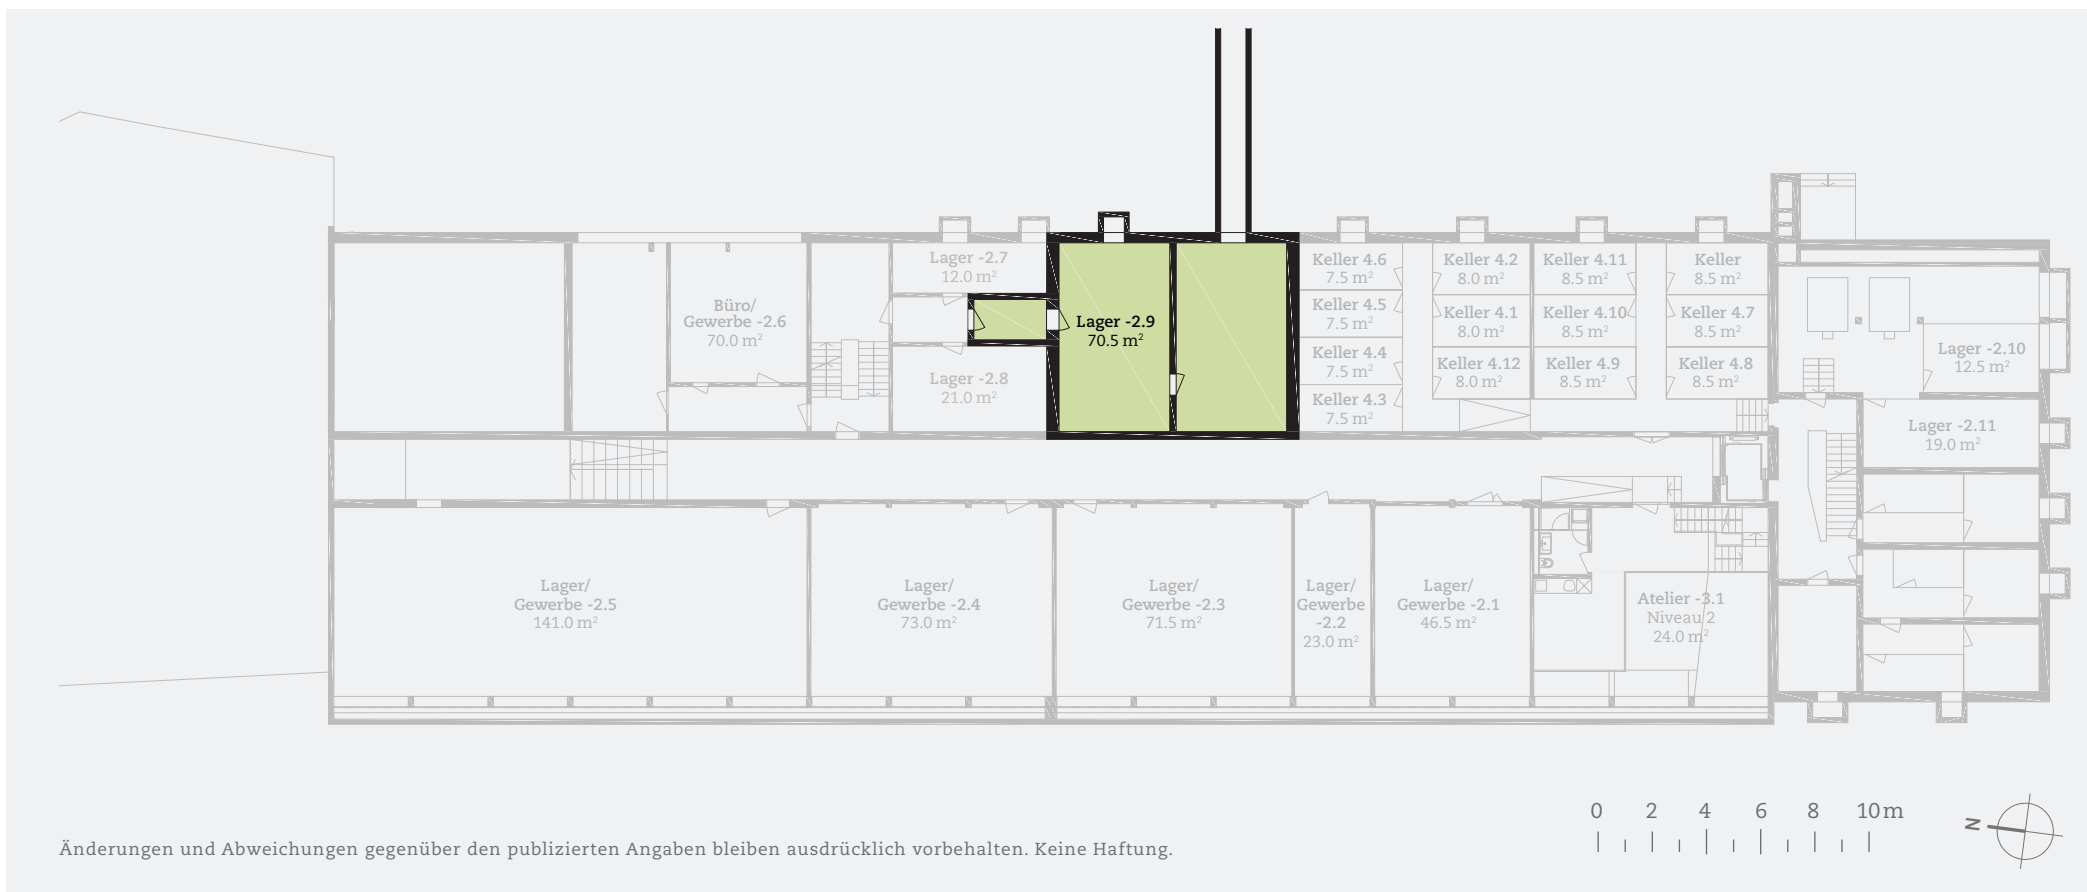 Lager -2.7
12.0 m²
Büro/
Gewerbe -2.6
70.0 m²
Lager -2.8
21.0 m²
Lager -2.9
70.5 m²
Keller 4.6
7.5 m²
Keller 4.5
7.5 m²
Keller 4.4
7.5 m²
Keller 4.3
7.5 m²
Keller 4.2
8.0 m²
Keller 4.1
8.0 m²
Keller 4.12
8.0 m²
Keller 4.11
8.5 m²
Keller 4.10
8.5 m²
Keller 4.9
8.5 m²
Keller
8.5 m²
Keller 4.7
8.5 m²
Keller 4.8
8.5 m²
Lager -2.10
12.5 m²
Lager -2.11
19.0 m²
Lager/
Gewerbe -2.5
141.0 m²
Lager/
Gewerbe -2.4
73.0 m²
Lager/
Gewerbe -2.3
71.5 m²
Lager/
Gewerbe
-2.2
23.0 m²
Lager/
Gewerbe -2.1
46.5 m²
Atelier -3.1
Niveau 2
24.0 m²
0 2 4 6 8 10 m
N
Änderungen und Abweichungen gegenüber den publizierten Angaben bleiben ausdrücklich vorbehalten. Keine Haftung.